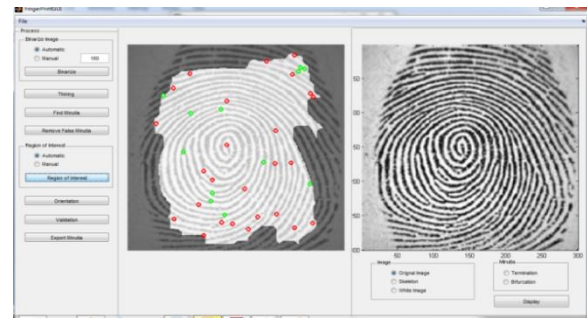 File
Process
Binarize Image
Automatic
Manual
160
Binarize
Thining
Find Minutia
Remove False Minutia
Region of Interest
Automatic
Manual
Region of Interest
Orientation
Validation
Export Minutia
50
100
150
200
250
50 100 150 200 250 300
Image
Original Image
Skeleton
White Image
Minutia
Termination
Bifurcation
Display